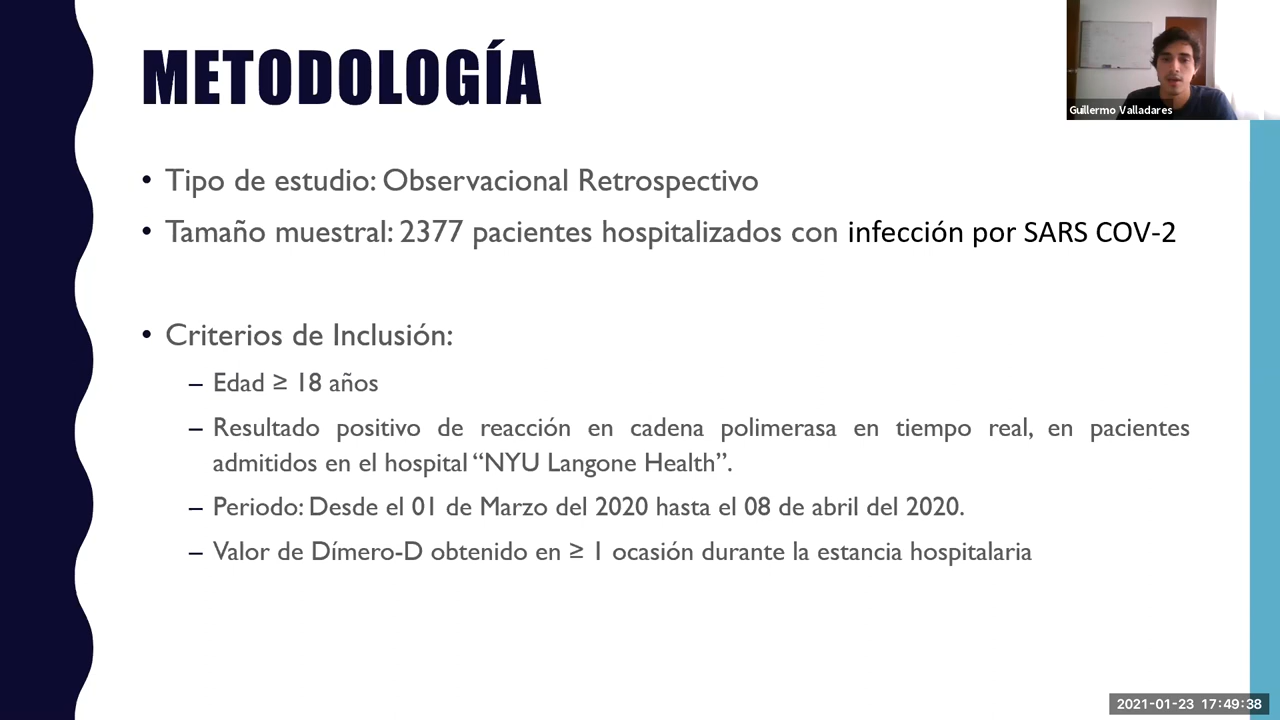 METODOLOGÍA
Guillermo Valladares
• Tipo de estudio: Observacional Retrospectivo
• Tamaño muestral: 2377 pacientes hospitalizados con infección por SARS COV-2
• Criterios de Inclusión:
– Edad ≥ 18 años
– Resultado positivo de reacción en cadena polimerasa en tiempo real, en pacientes
admitidos en el hospital “NYU Langone Health”.
– Periodo: Desde el 01 de Marzo del 2020 hasta el 08 de abril del 2020.
– Valor de Dímero-D obtenido en ≥ 1 ocasión durante la estancia hospitalaria
2021-01-23 17:49:38